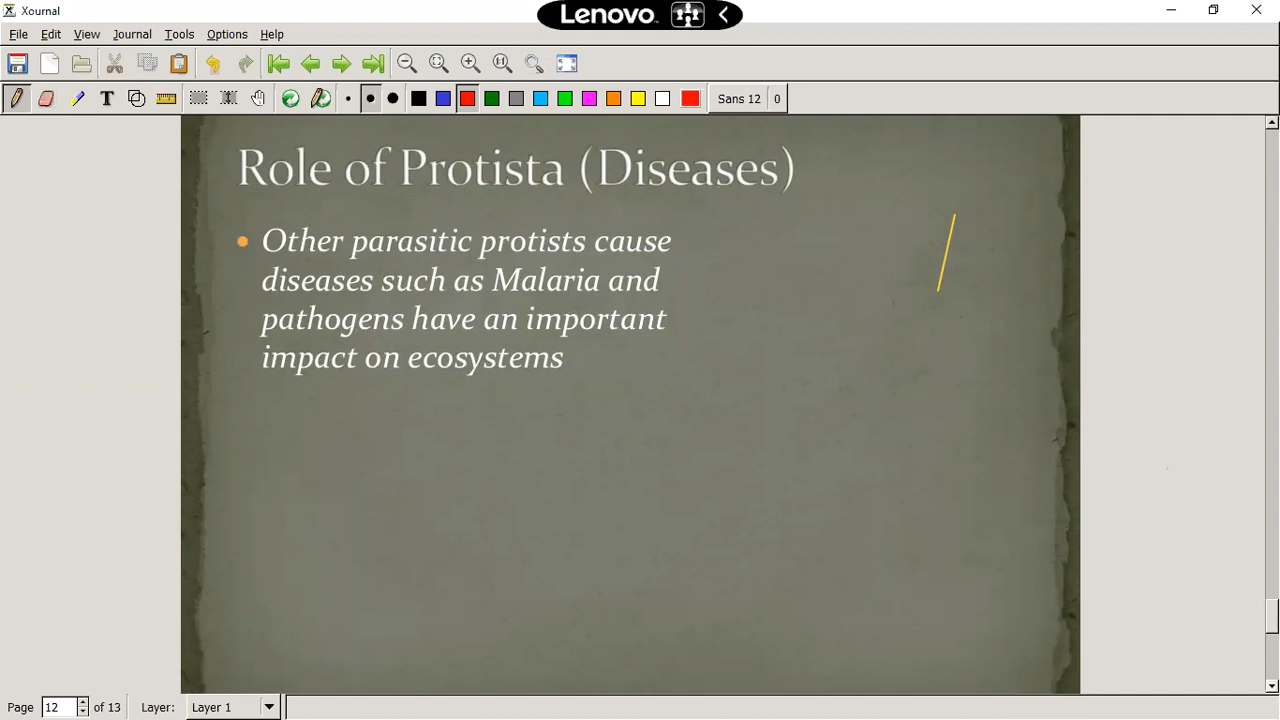 Xournal
Lenovo
File Edit View Journal Tools Options Help
Sans 12 0
Role of Protista (Diseases)
Other parasitic protists cause
diseases such as Malaria and
pathogens have an important
impact on ecosystems
Page 12 of 13 Layer: Layer 1